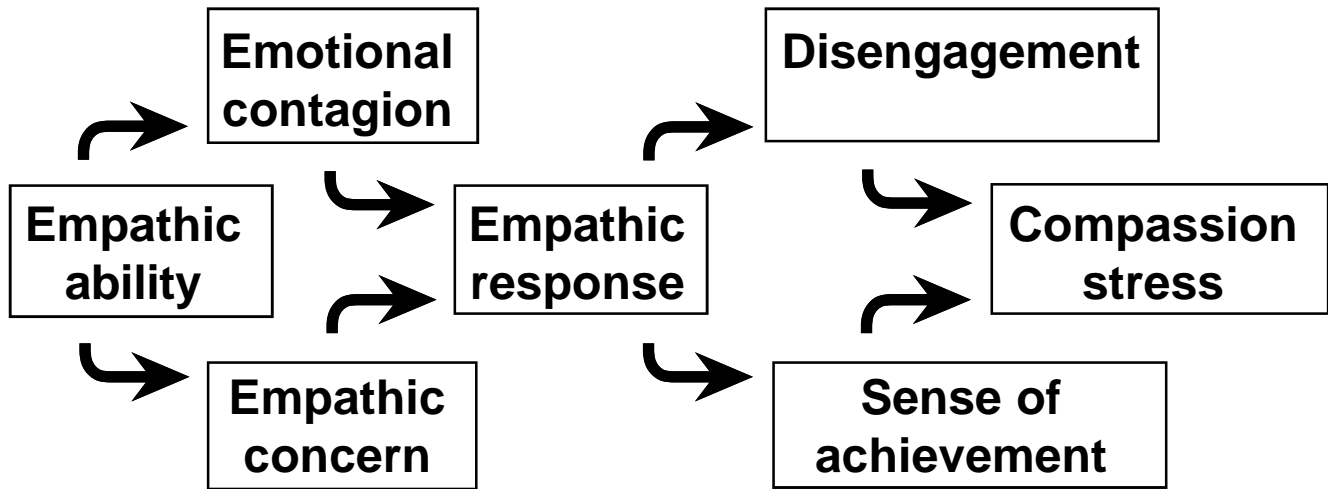 Emotional
contagion
Disengagement
Empathic
ability
Empathic
response
Compassion
stress
Empathic
concern
Sense of
achievement